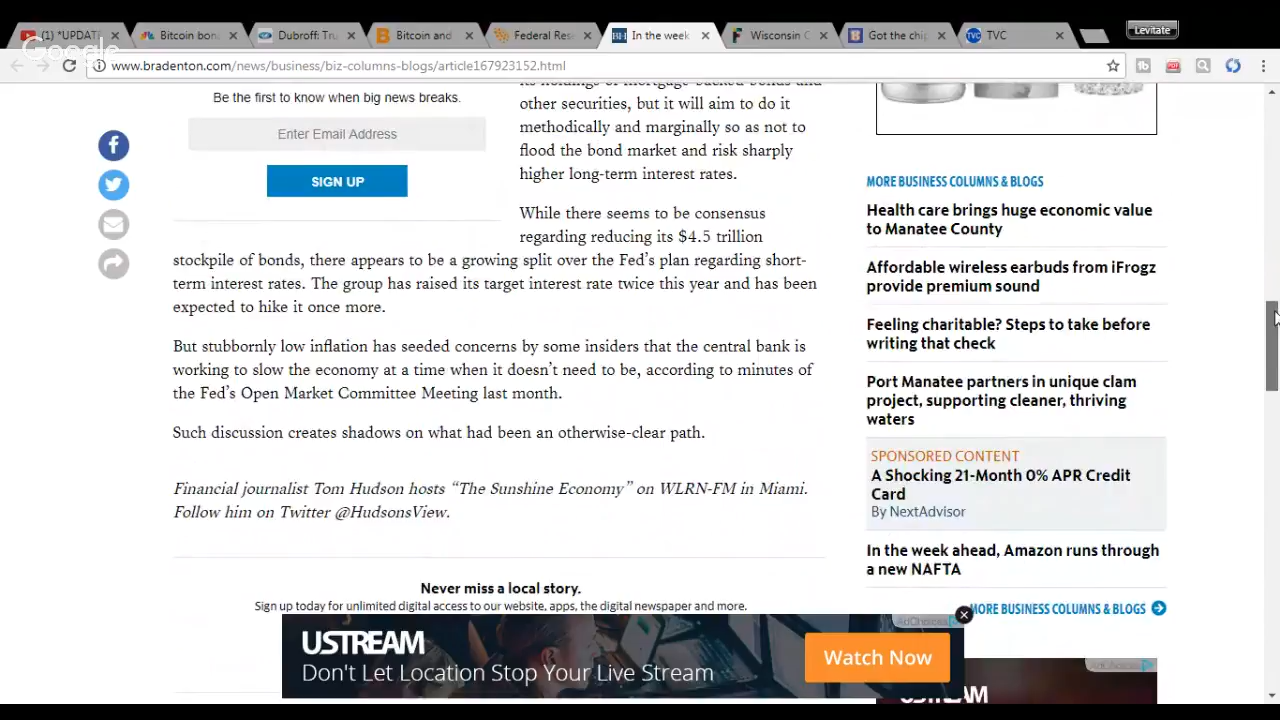 (1) *UPDAT
Bitcoin bon
Dubroff: Tru
Bitcoin and
Federal Res
In the week
Wisconsin C
Got the chip
TVC
Levitate
Google
www.bradenton.com/news/business/biz-columns-blogs/article167923152.html
Be the first to know when big news breaks.
Enter Email Address
SIGN UP
its holdings of mortgage-backed bonds and
other securities, but it will aim to do it
methodically and marginally so as not to
flood the bond market and risk sharply
higher long-term interest rates.
While there seems to be consensus
regarding reducing its $4.5 trillion
stockpile of bonds, there appears to be a growing split over the Fed's plan regarding short-
term interest rates. The group has raised its target interest rate twice this year and has been
expected to hike it once more.
But stubbornly low inflation has seeded concerns by some insiders that the central bank is
working to slow the economy at a time when it doesn't need to be, according to minutes of
the Fed's Open Market Committee Meeting last month.
Such discussion creates shadows on what had been an otherwise-clear path.
Financial journalist Tom Hudson hosts "The Sunshine Economy" on WLRN-FM in Miami.
Follow him on Twitter @HudsonsView.
Never miss a local story.
Sign up today for unlimited digital access to our website, apps, the digital newspaper and more.
MORE BUSINESS COLUMNS & BLOGS
Health care brings huge economic value
to Manatee County
Affordable wireless earbuds from iFrogz
provide premium sound
Feeling charitable? Steps to take before
writing that check
Port Manatee partners in unique clam
project, supporting cleaner, thriving
waters
SPONSORED CONTENT
A Shocking 21-Month 0% APR Credit
Card
By NextAdvisor
In the week ahead, Amazon runs through
a new NAFTA
MORE BUSINESS COLUMNS & BLOGS
AdChoices
USTREAM
Don't Let Location Stop Your Live Stream
Watch Now
AdChoices
USTREAM